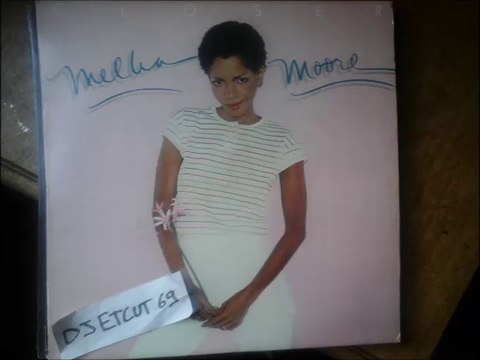 CLOSER
Melba Moore
DJ ETCUT 69